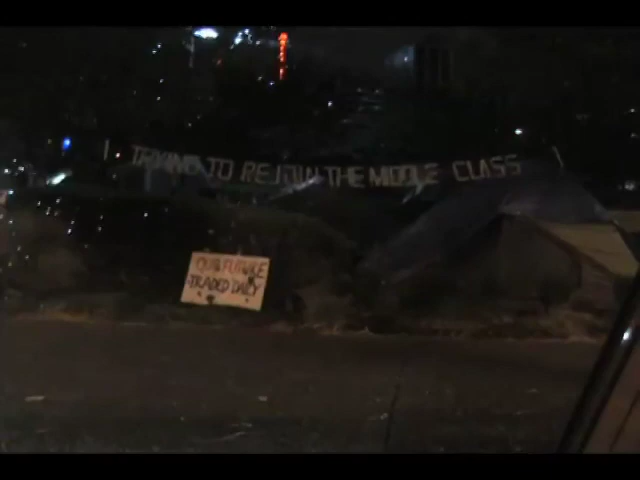 TRYING TO REJOIN THE MIDDLE CLASS
OUR FUTURE
TRADED DAILY